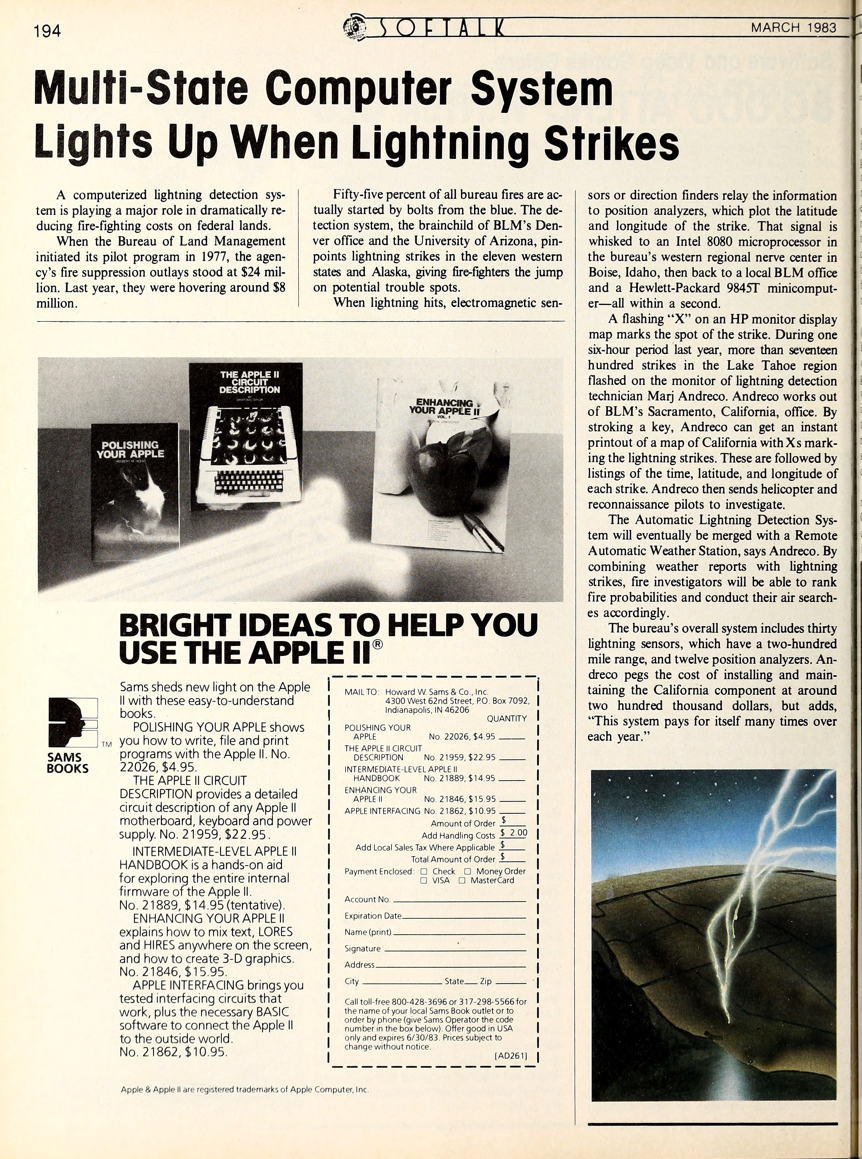 194
SOFTALK
MARCH 1983
Multi-State Computer System
Lights Up When Lightning Strikes
A computerized lightning detection sys-
tem is playing a major role in dramatically re-
ducing fire-fighting costs on federal lands.
When the Bureau of Land Management
initiated its pilot program in 1977, the agen-
cy's fire suppression outlays stood at $24 mil-
lion. Last year, they were hovering around $8
million.
Fifty-five percent of all bureau fires are ac-
tually started by bolts from the blue. The de-
tection system, the brainchild of BLM's Den-
ver office and the University of Arizona, pin-
points lightning strikes in the eleven western
states and Alaska, giving fire-fighters the jump
on potential trouble spots.
When lightning hits, electromagnetic sen-
sors or direction finders relay the information
to position analyzers, which plot the latitude
and longitude of the strike. That signal is
whisked to an Intel 8080 microprocessor in
the bureau's western regional nerve center in
Boise, Idaho, then back to a local BLM office
and a Hewlett-Packard 9845T minicomput-
er—all within a second.
A flashing "X" on an HP monitor display
map marks the spot of the strike. During one
six-hour period last year, more than seventeen
hundred strikes in the Lake Tahoe region
flashed on the monitor of lightning detection
technician Marj Andreco. Andreco works out
of BLM's Sacramento, California, office. By
stroking a key, Andreco can get an instant
printout of a map of California with Xs mark-
ing the lightning strikes. These are followed by
listings of the time, latitude, and longitude of
each strike. Andreco then sends helicopter and
reconnaissance pilots to investigate.
The Automatic Lightning Detection Sys-
tem will eventually be merged with a Remote
Automatic Weather Station, says Andreco. By
combining weather reports with lightning
strikes, fire investigators will be able to rank
fire probabilities and conduct their air search-
es accordingly.
The bureau's overall system includes thirty
lightning sensors, which have a two-hundred
mile range, and twelve position analyzers. An-
dreco pegs the cost of installing and main-
taining the California component at around
two hundred thousand dollars, but adds,
"This system pays for itself many times over
each year."
POLISHING
YOUR APPLE
THE APPLE II
CIRCUIT
DESCRIPTION
ENHANCING
YOUR APPLE II
VOL. 1
BRIGHT IDEAS TO HELP YOU
USE THE APPLE II®
TM
SAMS
BOOKS
Sams sheds new light on the Apple
II with these easy-to-understand
books.
POLISHING YOUR APPLE shows
you how to write, file and print
programs with the Apple II. No.
22026, $4.95.
THE APPLE II CIRCUIT
DESCRIPTION provides a detailed
circuit description of any Apple II
motherboard, keyboard and power
supply. No. 21959, $22.95.
INTERMEDIATE-LEVEL APPLE II
HANDBOOK is a hands-on aid
for exploring the entire internal
firmware of the Apple II.
No. 21889, $14.95 (tentative).
ENHANCING YOUR APPLE II
explains how to mix text, LORES
and HIRES anywhere on the screen,
and how to create 3-D graphics.
No. 21846, $15.95.
APPLE INTERFACING brings you
tested interfacing circuits that
work, plus the necessary BASIC
software to connect the Apple II
to the outside world.
No. 21862, $10.95.
MAIL TO: Howard W. Sams & Co., Inc.
4300 West 62nd Street, P.O. Box 7092,
Indianapolis, IN 46206
QUANTITY
POLISHING YOUR
APPLE No. 22026, $4.95
THE APPLE II CIRCUIT
DESCRIPTION No. 21959, $22.95
INTERMEDIATE-LEVEL APPLE II
HANDBOOK No. 21889, $14.95
ENHANCING YOUR
APPLE II No. 21846, $15.95
APPLE INTERFACING No. 21862, $10.95
Amount of Order $
Add Handling Costs $ 2.00
Add Local Sales Tax Where Applicable $
Total Amount of Order $
Payment Enclosed: □ Check □ Money Order
□ VISA □ MasterCard
Account No.
Expiration Date
Name (print)
Signature
Address
City State Zip
Call toll-free 800-428-3696 or 317-298-5566 for
the name of your local Sams Book outlet or to
order by phone (give Sams Operator the code
number in the box below). Offer good in USA
only and expires 6/30/83. Prices subject to
change without notice.
[AD261]
Apple & Apple II are registered trademarks of Apple Computer, Inc.